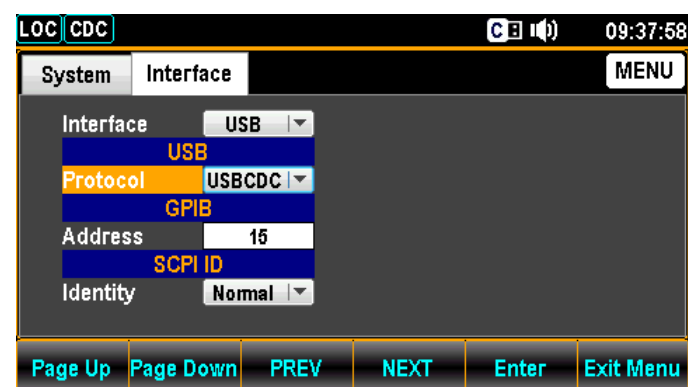 LOC CDC C 09:37:58
System Interface MENU
Interface USB
USB
Protocol USBCDC
GPIB
Address 15
SCPI ID
Identity Normal
Page Up Page Down PREV NEXT Enter Exit Menu